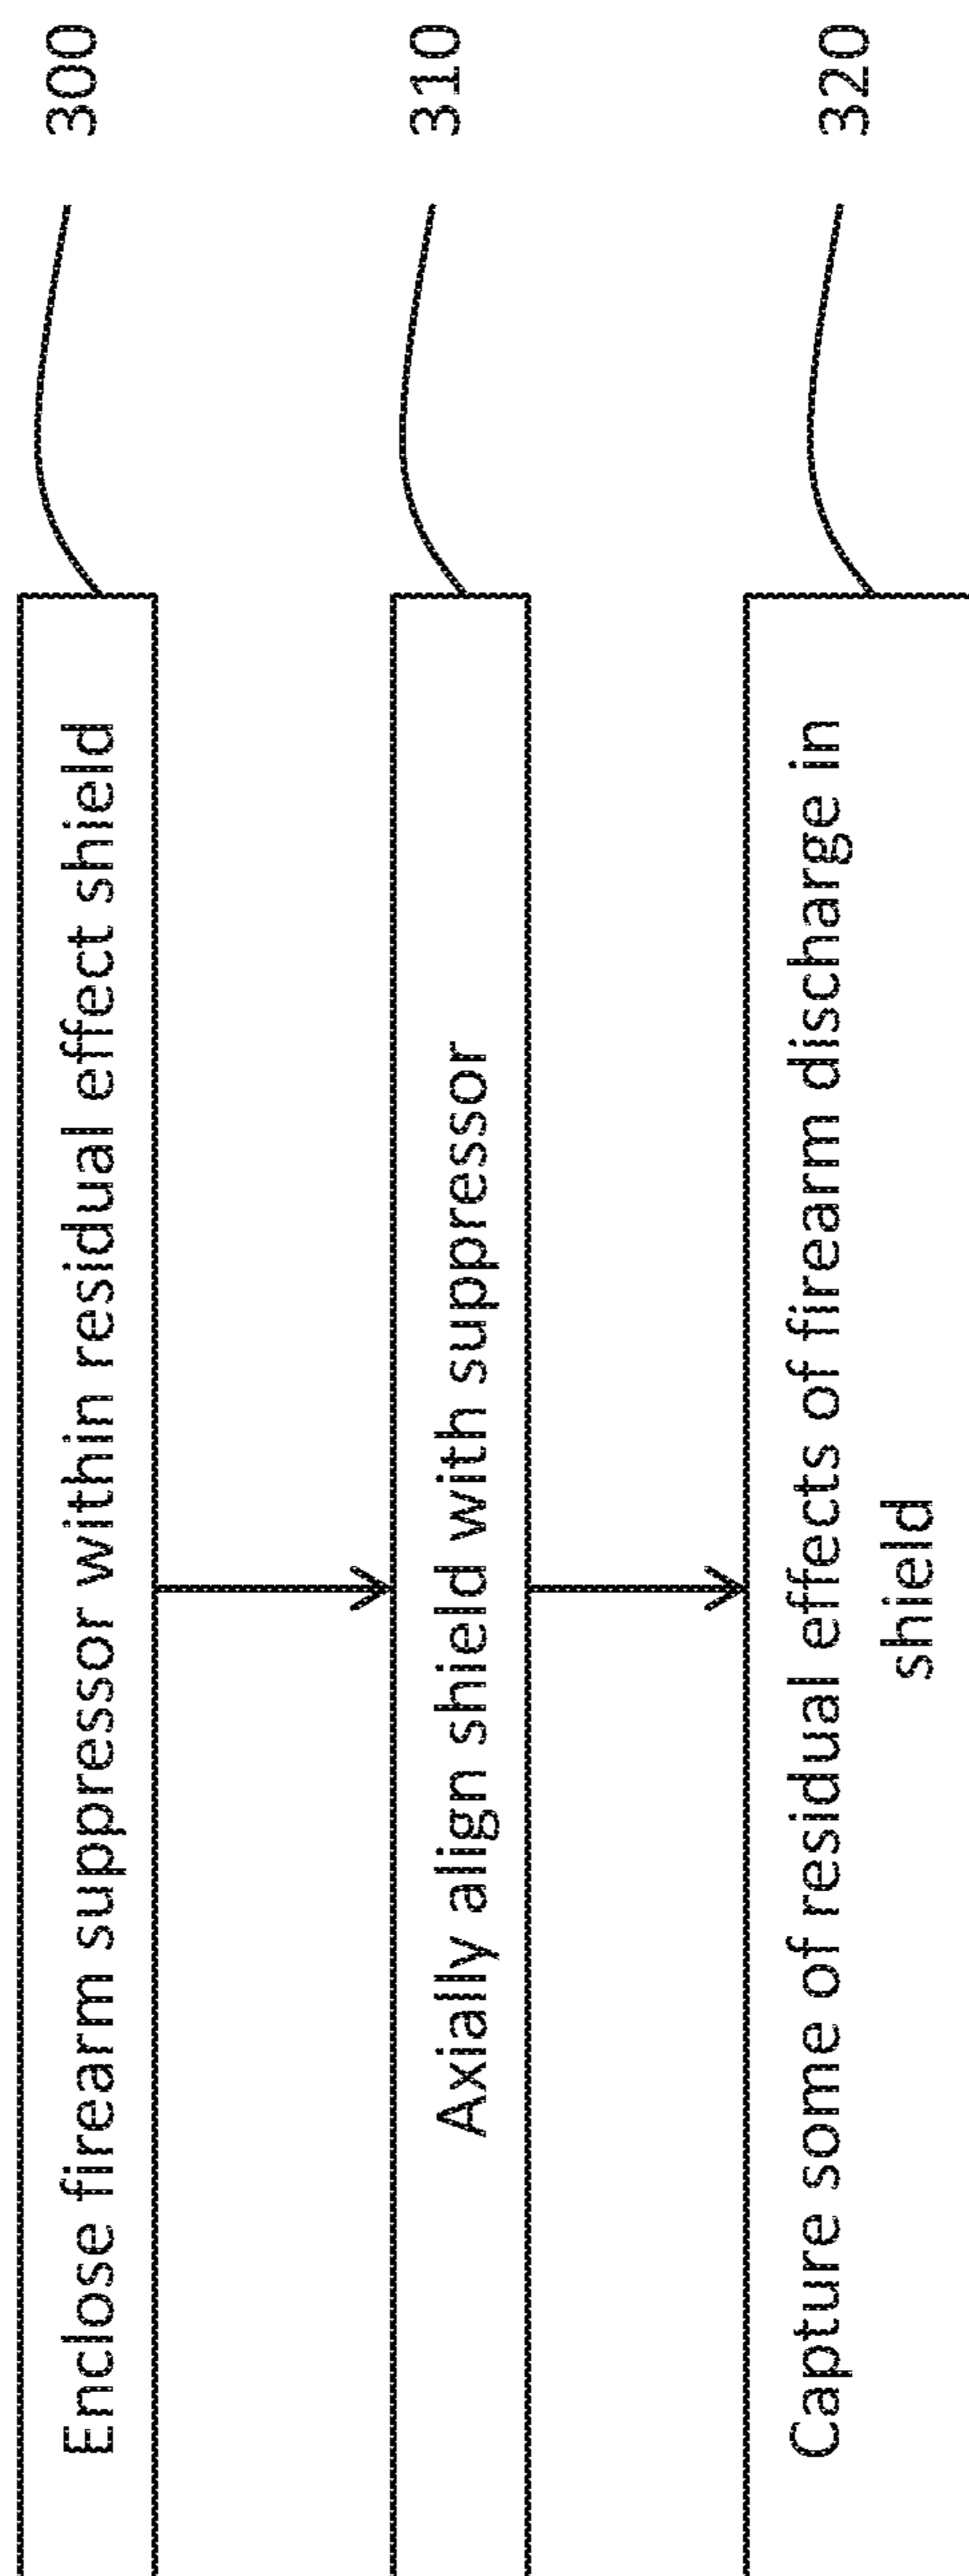 Enclose firearm suppressor within residual effect shield
300
Axially align shield with suppressor
310
Capture some of residual effects of firearm discharge in
shield
320